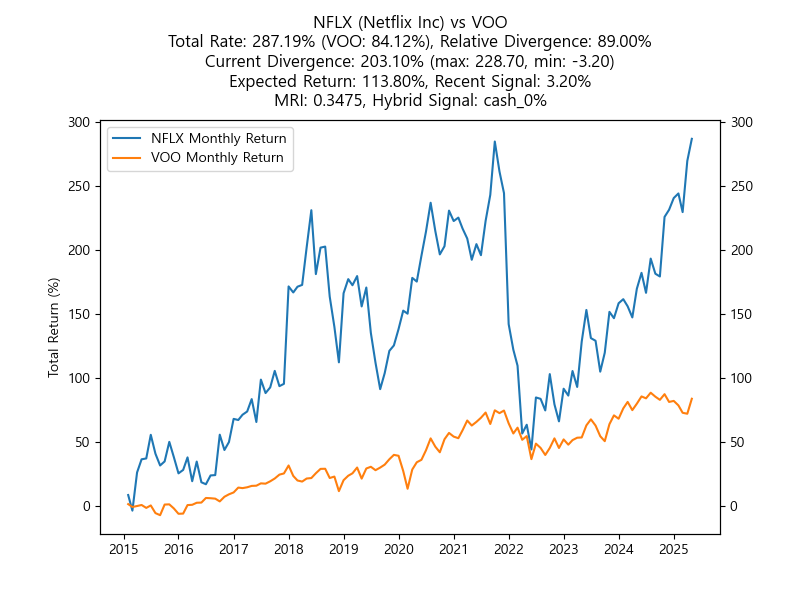 NFLX (Netflix Inc) vs VOO
Total Rate: 287.19% (VOO: 84.12%), Relative Divergence: 89.00%
Current Divergence: 203.10% (max: 228.70, min: -3.20)
Expected Return: 113.80%, Recent Signal: 3.20%
MRI: 0.3475, Hybrid Signal: cash_0%
NFLX Monthly Return
VOO Monthly Return
Total Return (%)
300
250
200
150
100
50
0
300
250
200
150
100
50
0
2015 2016 2017 2018 2019 2020 2021 2022 2023 2024 2025